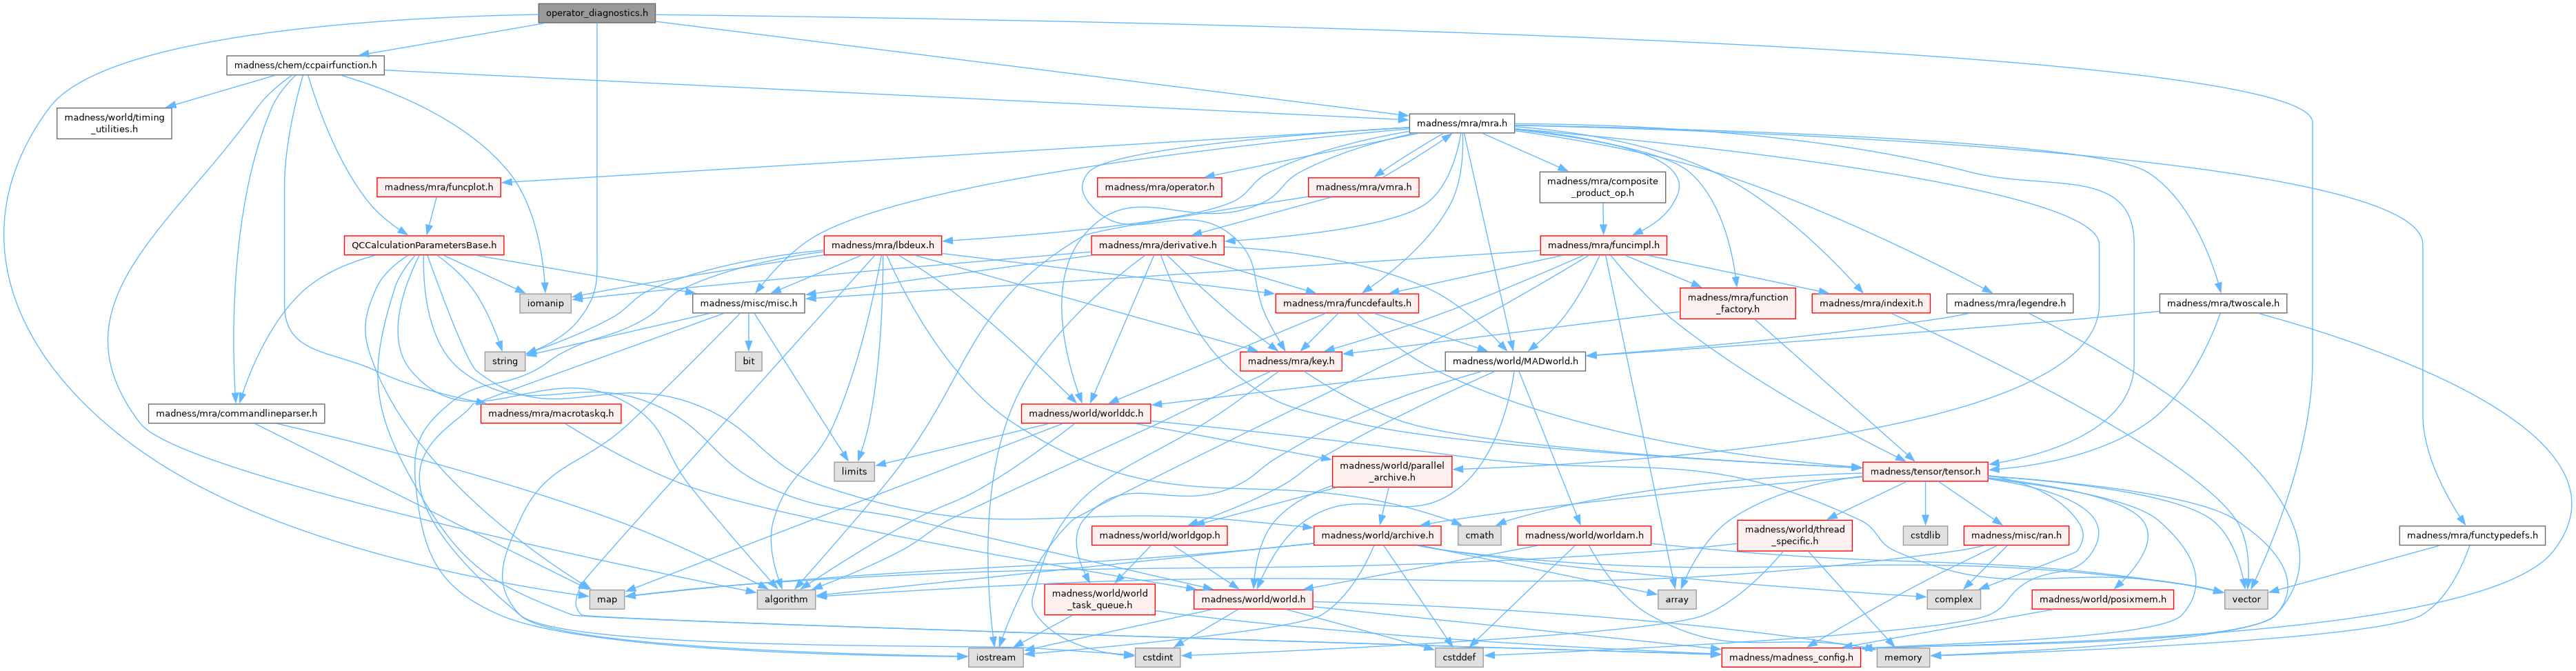 operator_diagnostics.h
madness/chem/ccpairfunction.h
madness/world/timing
_utilities.h
madness/mra/mra.h
madness/mra/funcplot.h
madness/mra/operator.h
madness/mra/vmra.h
madness/mra/composite
_product_op.h
QCCalculationParametersBase.h
madness/mra/lbdeux.h
madness/mra/derivative.h
madness/mra/funcimpl.h
iomanip
madness/misc/misc.h
madness/mra/funcdefaults.h
madness/mra/function
_factory.h
madness/mra/indexit.h
madness/mra/legendre.h
madness/mra/twoscale.h
string
bit
madness/mra/key.h
madness/world/MADworld.h
madness/mra/commandlineparser.h
madness/mra/macrotaskq.h
madness/world/worlddc.h
limits
madness/world/parallel
_archive.h
madness/tensor/tensor.h
madness/world/worldgop.h
madness/world/archive.h
cmath
madness/world/worldam.h
madness/world/thread
_specific.h
cstdlib
madness/misc/ran.h
madness/mra/functypedefs.h
map
algorithm
madness/world/world
_task_queue.h
madness/world/world.h
array
complex
madness/world/posixmem.h
vector
iostream
cstdint
cstddef
madness/madness_config.h
memory